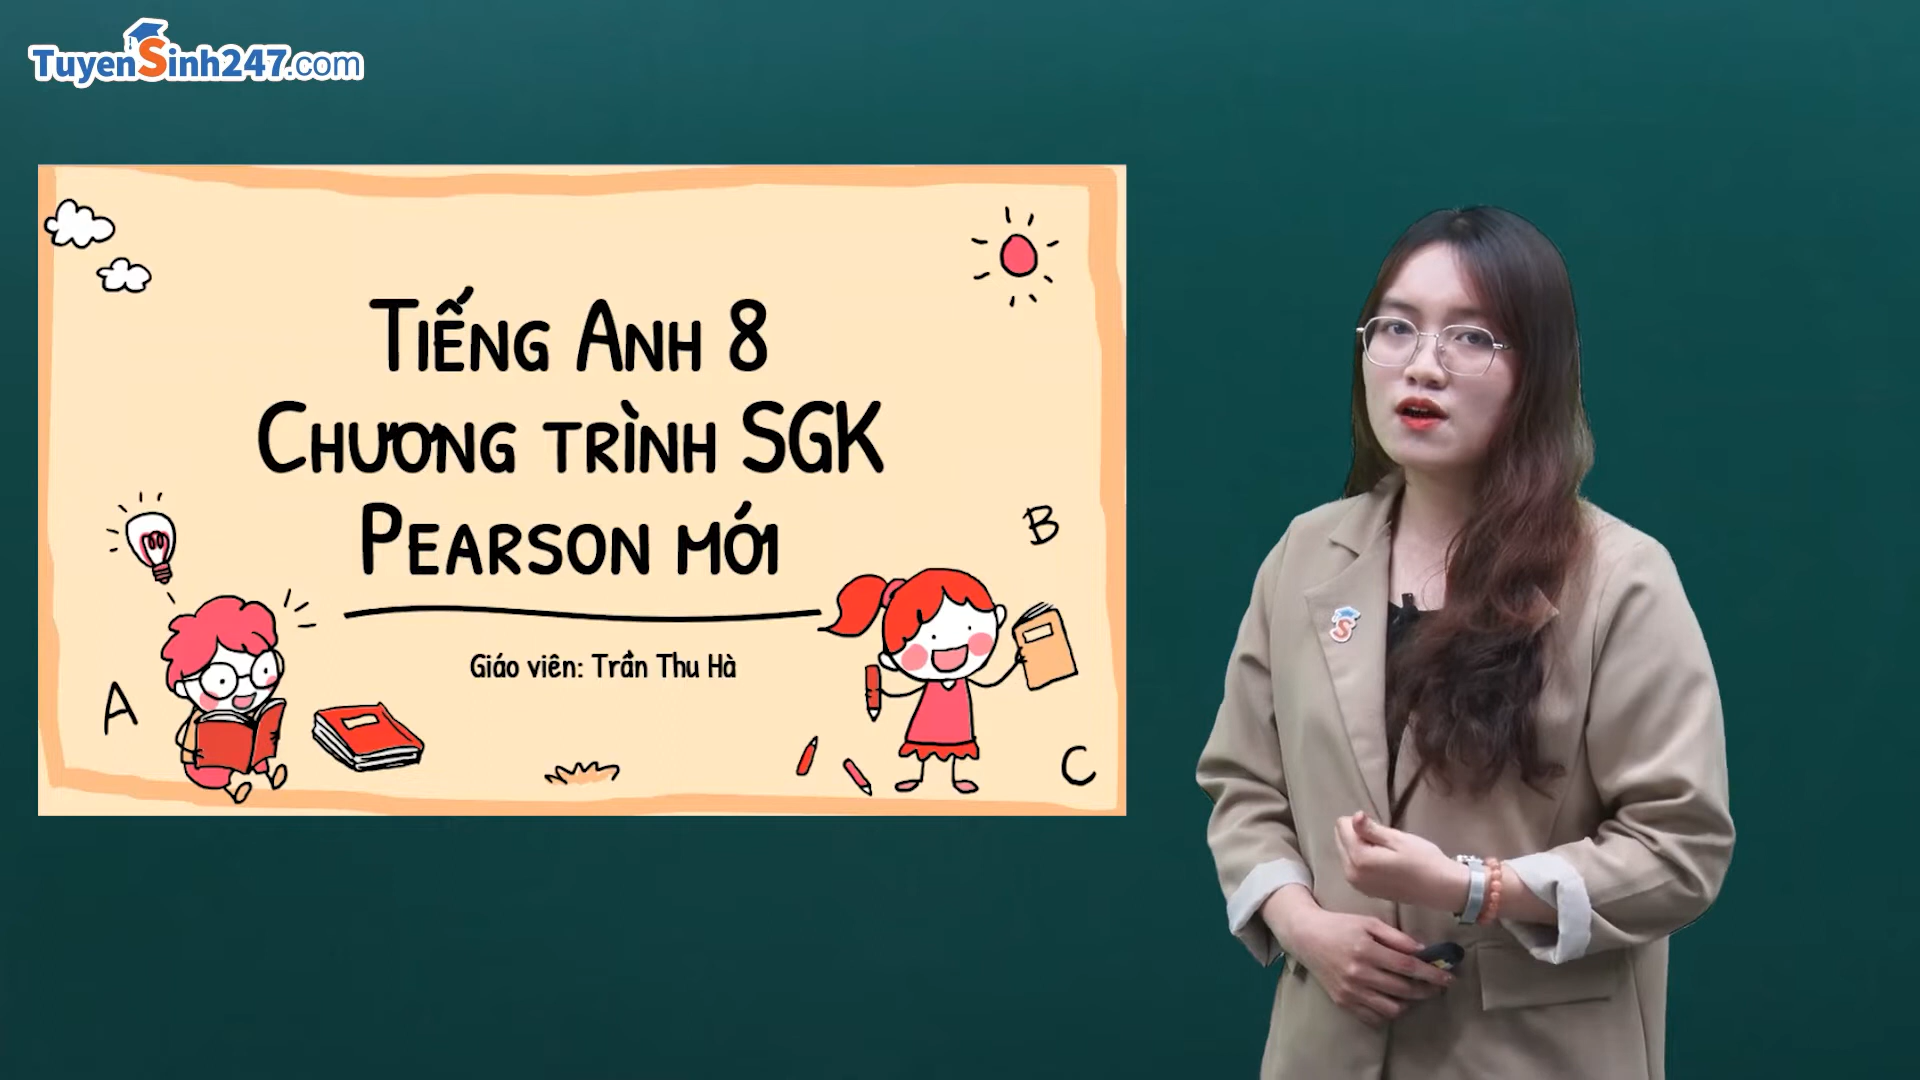 TuyenSinh247.com
TIẾNG ANH 8
CHƯƠNG TRÌNH SGK
PEARSON MỚI
Giáo viên: Trần Thu Hà
A
B
C
S